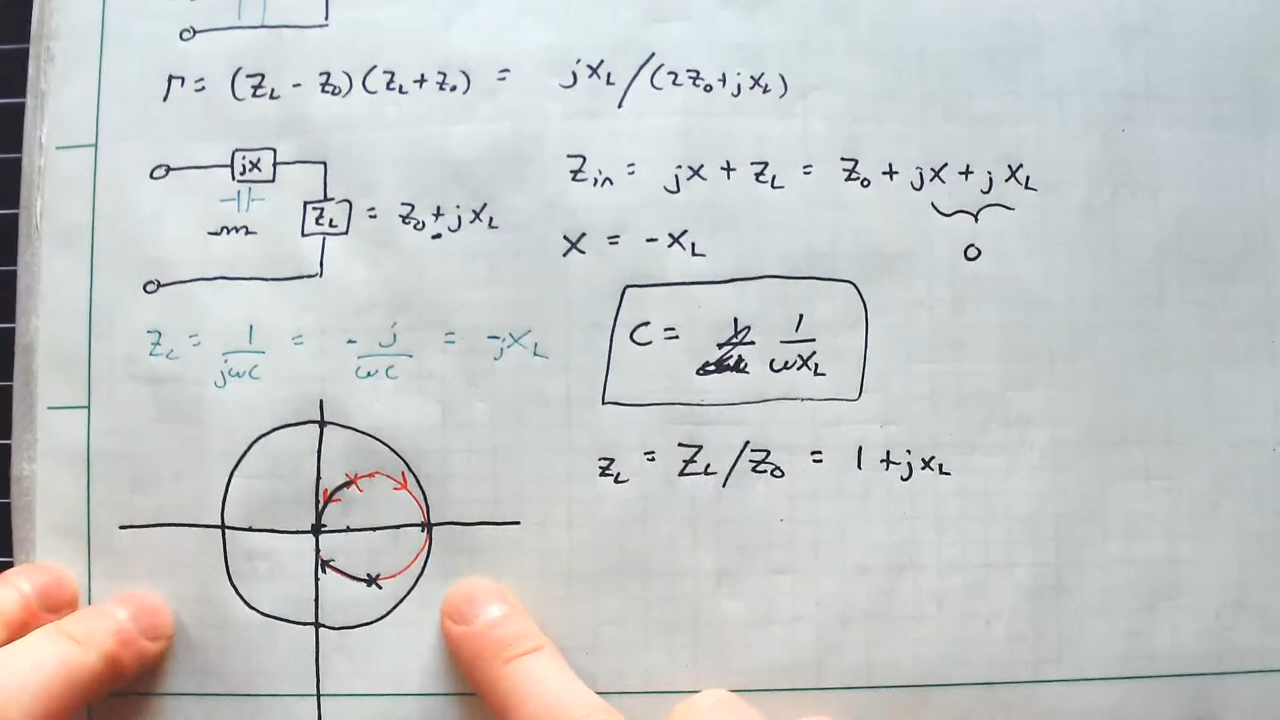 Γ = (Z_L - Z_0)(Z_L + Z_0) = jX_L/(2Z_0 + jX_L)
jX
Z_L = Z_0 + jX_L
Z_in = jX + Z_L = Z_0 + jX + jX_L
0
X = -X_L
Z_c = 1/jωC = -j/ωC = -jX_L
C = 1/ωX_L
z_L = Z_L/Z_0 = 1 + jx_L